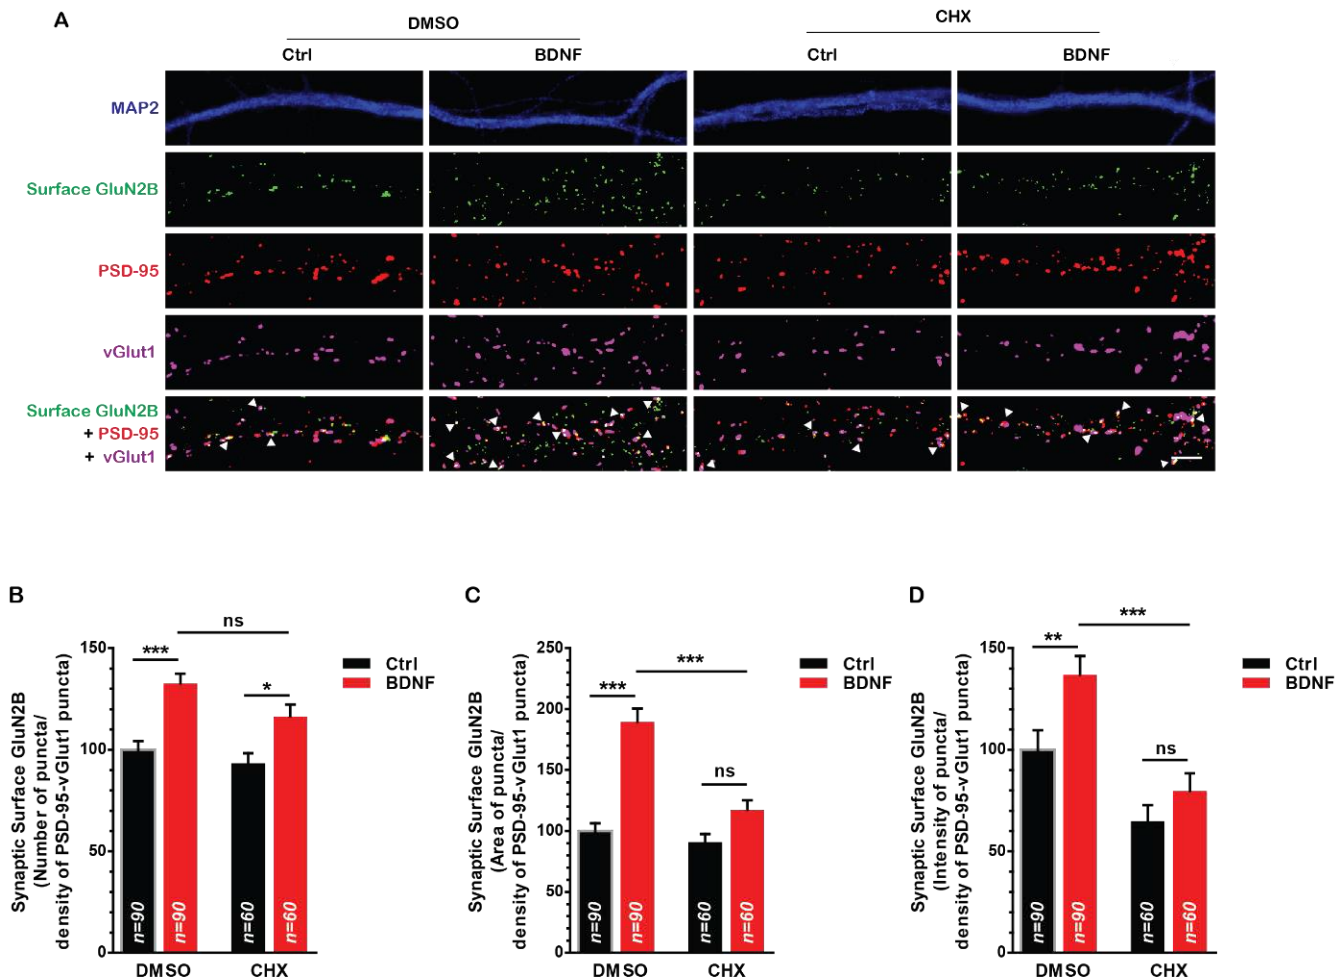 A
DMSO
CHX
Ctrl
BDNF
Ctrl
BDNF
MAP2
Surface GluN2B
PSD-95
vGlut1
Surface GluN2B
+ PSD-95
+ vGlut1
B
Synaptic Surface GluN2B
(Number of puncta/
density of PSD-95-vGlut1 puncta)
150
100
50
0
***
ns
*
n=90
n=90
n=60
n=60
DMSO
CHX
Ctrl
BDNF
C
Synaptic Surface GluN2B
(Area of puncta/
density of PSD-95-vGlut1 puncta)
250
200
150
100
50
0
***
***
ns
n=90
n=90
n=60
n=60
DMSO
CHX
Ctrl
BDNF
D
Synaptic Surface GluN2B
(Intensity of puncta/
density of PSD-95-vGlut1 puncta)
150
100
50
0
**
***
ns
n=90
n=90
n=60
n=60
DMSO
CHX
Ctrl
BDNF